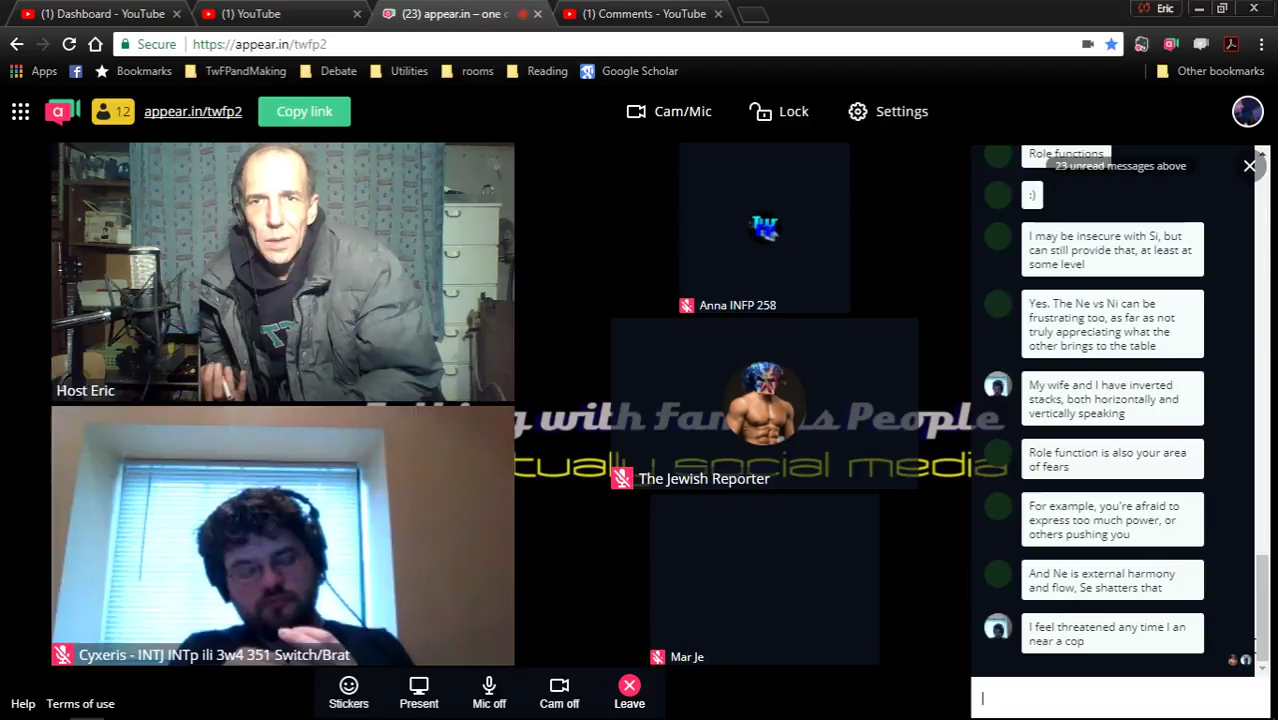 (1) Dashboard - YouTube
(1) YouTube
(23) appear.in – one c
(1) Comments - YouTube
Eric
Secure
https://appear.in/twfp2
Apps
Bookmarks
TwFPandMaking
Debate
Utilities
rooms
Reading
Google Scholar
Other bookmarks
12
appear.in/twfp2
Copy link
Cam/Mic
Lock
Settings
Host Eric
Cyxeris - INTJ INTp ili 3w4 351 Switch/Brat
Anna INFP 258
The Jewish Reporter
with
People
social media
Mar Je
Role functions
23 unread messages above
:)
I may be insecure with Si, but
can still provide that, at least at
some level
Yes. The Ne vs Ni can be
frustrating too, as far as not
truly appreciating what the
other brings to the table
My wife and I have inverted
stacks, both horizontally and
vertically speaking
Role function is also your area
of fears
For example, you're afraid to
express too much power, or
others pushing you
And Ne is external harmony
and flow, Se shatters that
I feel threatened any time I an
near a cop
Help
Terms of use
Stickers
Present
Mic off
Cam off
Leave